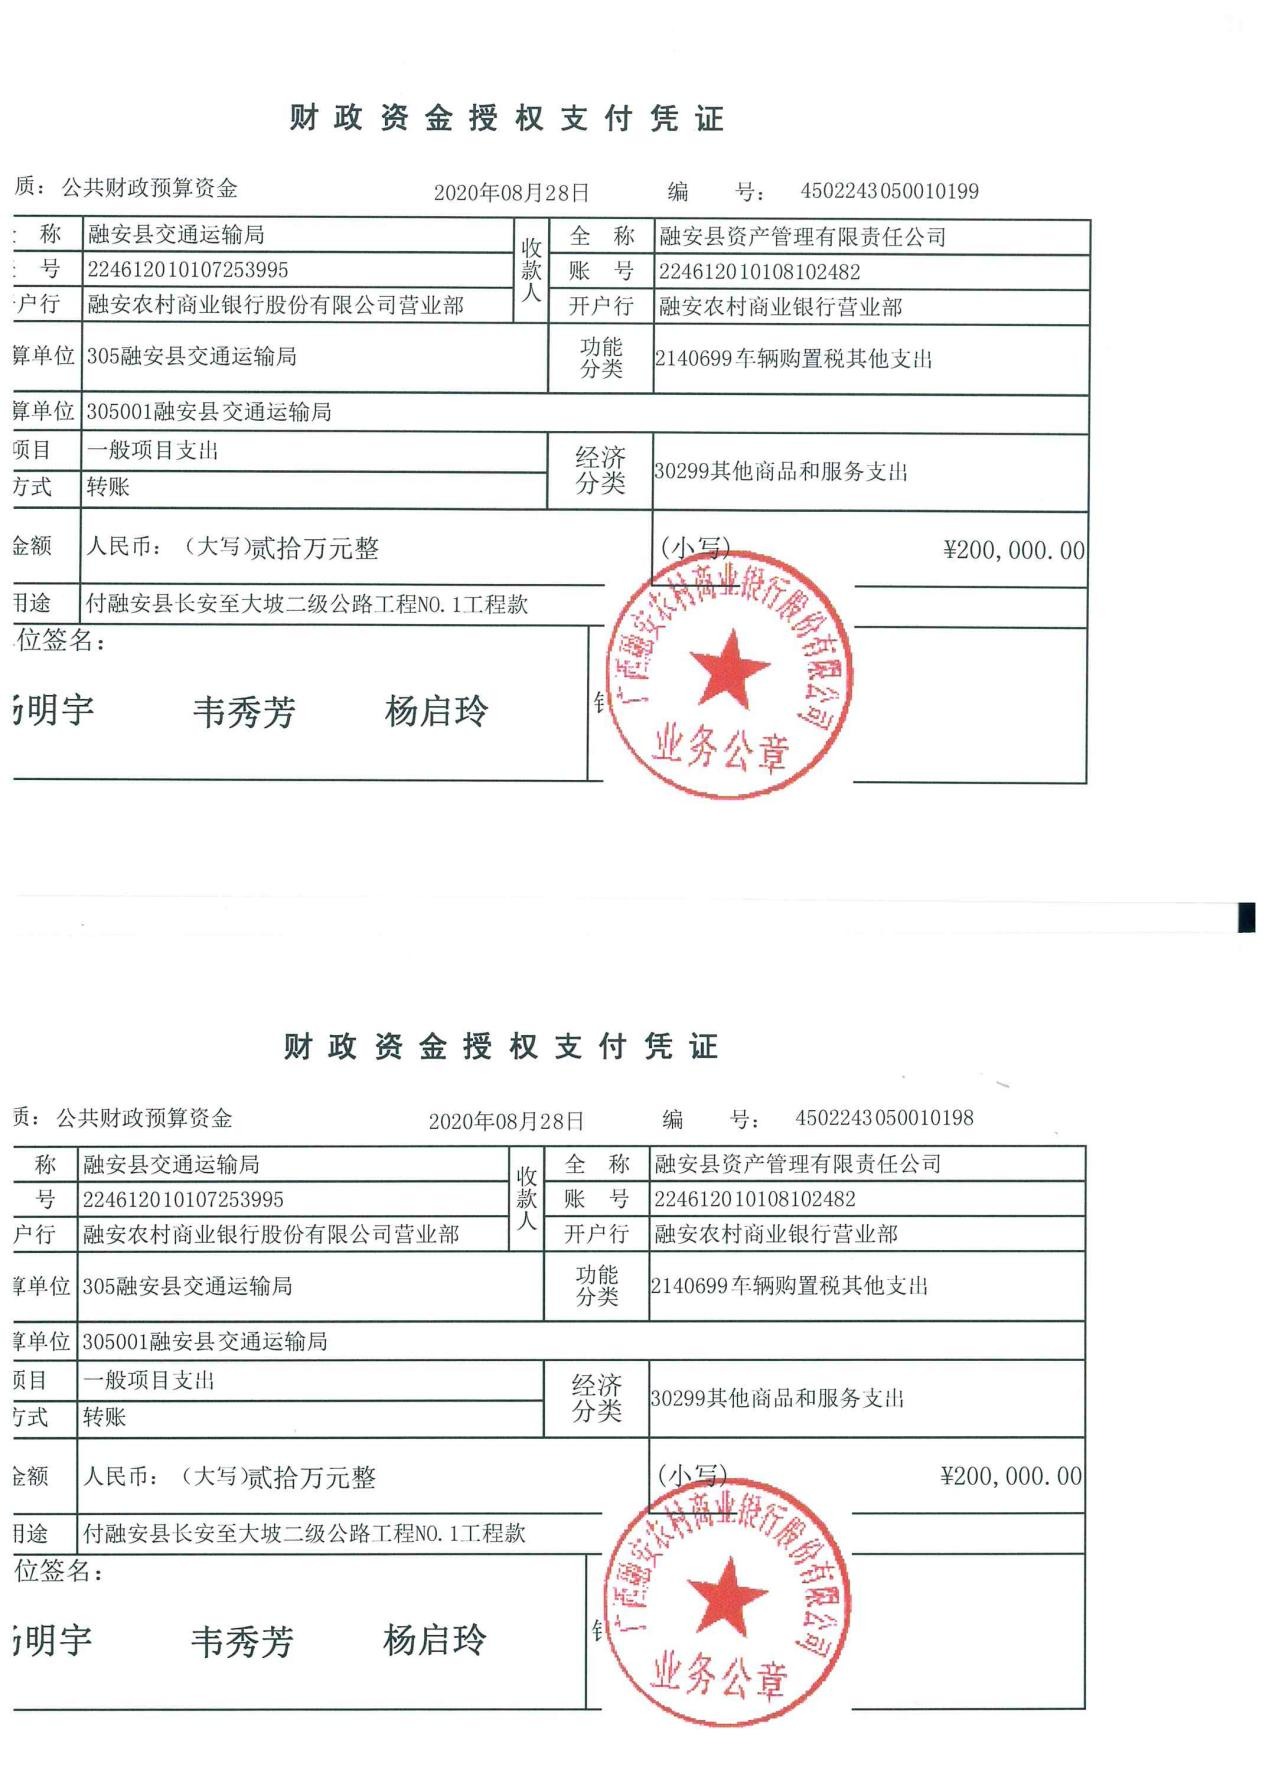 财政资金授权支付凭证
质： 公共财政预算资金 2020年08月28日 编 号： 4502243050010199
称 融安县交通运输局 收款人 全 称 融安县资产管理有限责任公司
号 224612010107253995 账 号 224612010108102482
户行 融安农村商业银行股份有限公司营业部 开户行 融安农村商业银行营业部
算单位 305融安县交通运输局 功能分类 2140699车辆购置税其他支出
算单位 305001融安县交通运输局
项目 一般项目支出 经济分类 30299其他商品和服务支出
方式 转账
金额 人民币：（大写)贰拾万元整 (小写) ¥200,000.00
用途 付融安县长安至大坡二级公路工程NO.1工程款
位签名：
明宇 韦秀芳 杨启玲
广西融安农村商业银行股份有限公司
业务公章
财政资金授权支付凭证
质： 公共财政预算资金 2020年08月28日 编 号： 4502243050010198
称 融安县交通运输局 收款人 全 称 融安县资产管理有限责任公司
号 224612010107253995 账 号 224612010108102482
户行 融安农村商业银行股份有限公司营业部 开户行 融安农村商业银行营业部
算单位 305融安县交通运输局 功能分类 2140699车辆购置税其他支出
算单位 305001融安县交通运输局
项目 一般项目支出 经济分类 30299其他商品和服务支出
方式 转账
金额 人民币：（大写)贰拾万元整 (小写) ¥200,000.00
用途 付融安县长安至大坡二级公路工程NO.1工程款
位签名：
明宇 韦秀芳 杨启玲
广西融安农村商业银行股份有限公司
业务公章